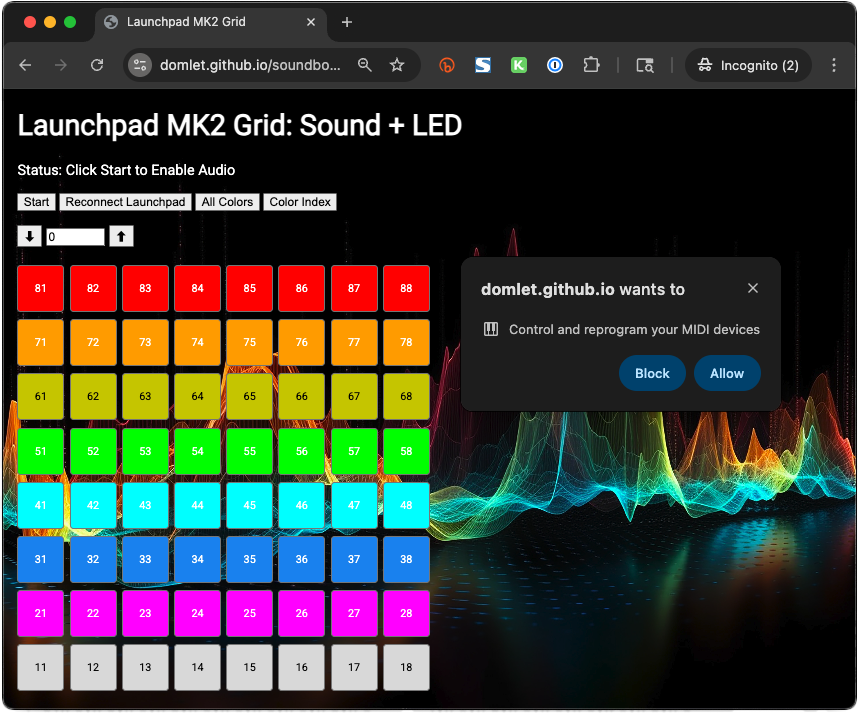 Launchpad MK2 Grid
domlet.github.io/soundbo...
Incognito (2)
Launchpad MK2 Grid: Sound + LED
Status: Click Start to Enable Audio
Start Reconnect Launchpad All Colors Color Index
0
81 82 83 84 85 86 87 88
71 72 73 74 75 76 77 78
61 62 63 64 65 66 67 68
51 52 53 54 55 56 57 58
41 42 43 44 45 46 47 48
31 32 33 34 35 36 37 38
21 22 23 24 25 26 27 28
11 12 13 14 15 16 17 18
domlet.github.io wants to
Control and reprogram your MIDI devices
Block Allow